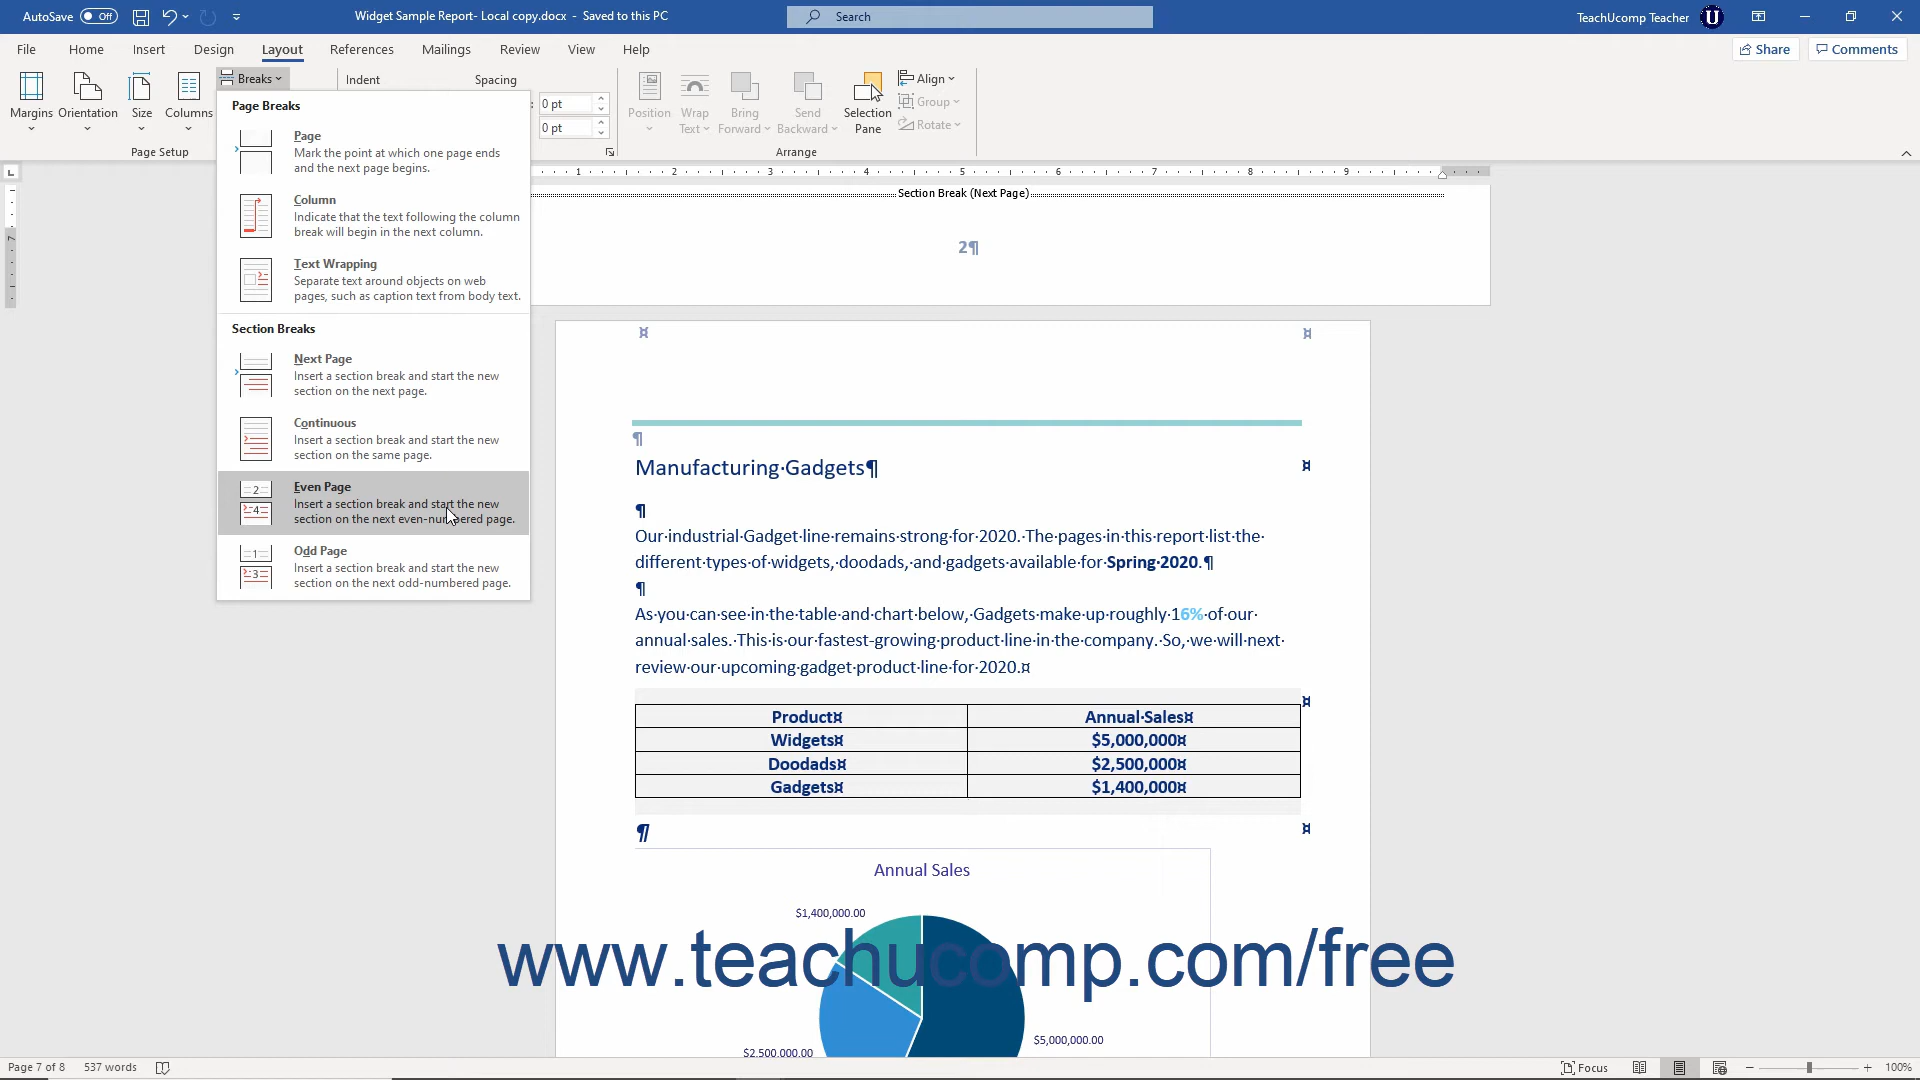 AutoSave Off
Widget Sample Report- Local copy.docx - Saved to this PC
Search
TeachUcomp Teacher U
File Home Insert Design Layout References Mailings Review View Help
Share Comments
Margins Orientation Size Columns
Breaks
Page Setup
Indent Spacing
0 pt
0 pt
Position Wrap Text Bring Forward Send Backward Selection Pane
Align
Group
Rotate
Arrange
Page Breaks
Page
Mark the point at which one page ends
and the next page begins.
Column
Indicate that the text following the column
break will begin in the next column.
Text Wrapping
Separate text around objects on web
pages, such as caption text from body text.
Section Breaks
Next Page
Insert a section break and start the new
section on the next page.
Continuous
Insert a section break and start the new
section on the same page.
Even Page
Insert a section break and start the new
section on the next even-numbered page.
Odd Page
Insert a section break and start the new
section on the next odd-numbered page.
1 2 3 4 5 6 7 8 9
7
Section Break (Next Page)
2¶
¤ ¤
¶
Manufacturing·Gadgets¶ ¤
¶
Our·industrial·Gadget·line·remains·strong·for·2020.·The·pages·in·this·report·list·the·
different·types·of·widgets,·doodads,·and·gadgets·available·for·Spring·2020.¶
¶
As·you·can·see·in·the·table·and·chart·below,·Gadgets·make·up·roughly·16%·of·our·
annual·sales.·This·is·our·fastest-growing·product·line·in·the·company.·So,·we·will·next·
review·our·upcoming·gadget·product·line·for·2020.¤
¤
Product¤ Annual·Sales¤
Widgets¤ $5,000,000¤
Doodads¤ $2,500,000¤
Gadgets¤ $1,400,000¤
¶ ¤
Annual Sales
$1,400,000.00
www.teachucomp.com/free
$5,000,000.00
$2,500,000.00
Page 7 of 8 537 words
Focus
100%